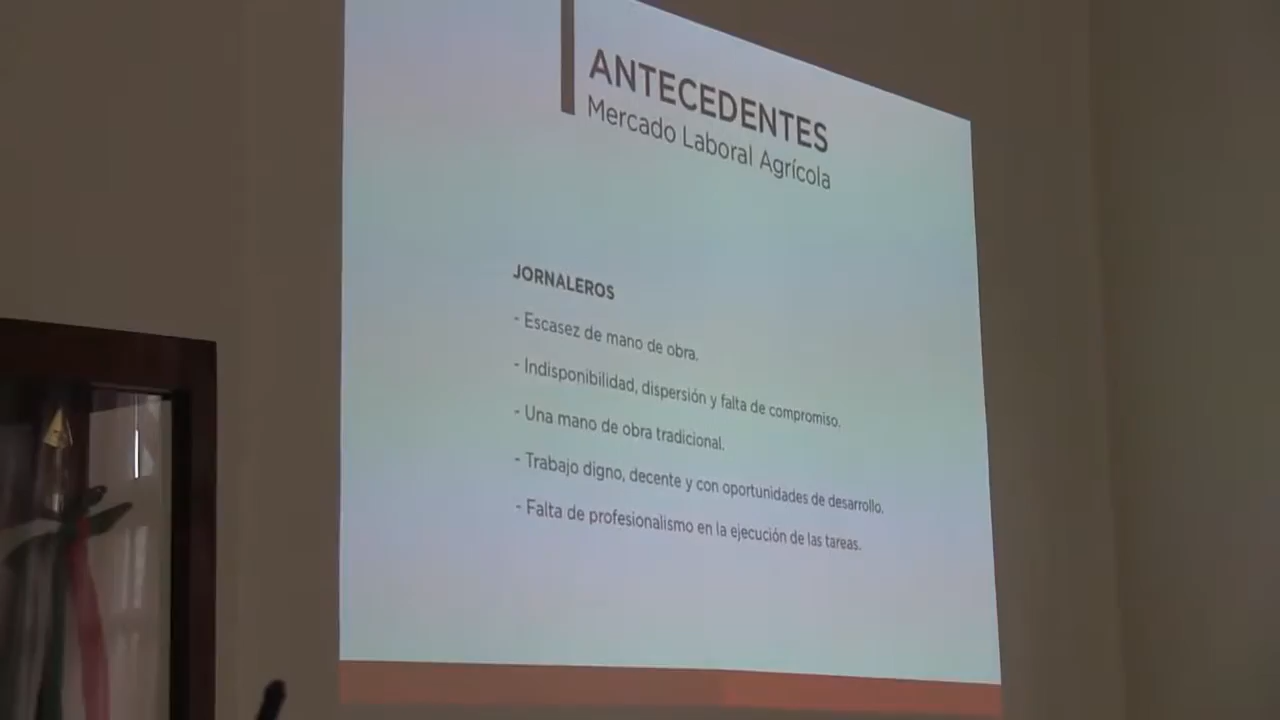 ANTECEDENTES
Mercado Laboral Agrícola
JORNALEROS
- Escasez de mano de obra.
- Indisponibilidad, dispersión y falta de compromiso.
- Una mano de obra tradicional.
- Trabajo digno, decente y con oportunidades de desarrollo.
- Falta de profesionalismo en la ejecución de las tareas.